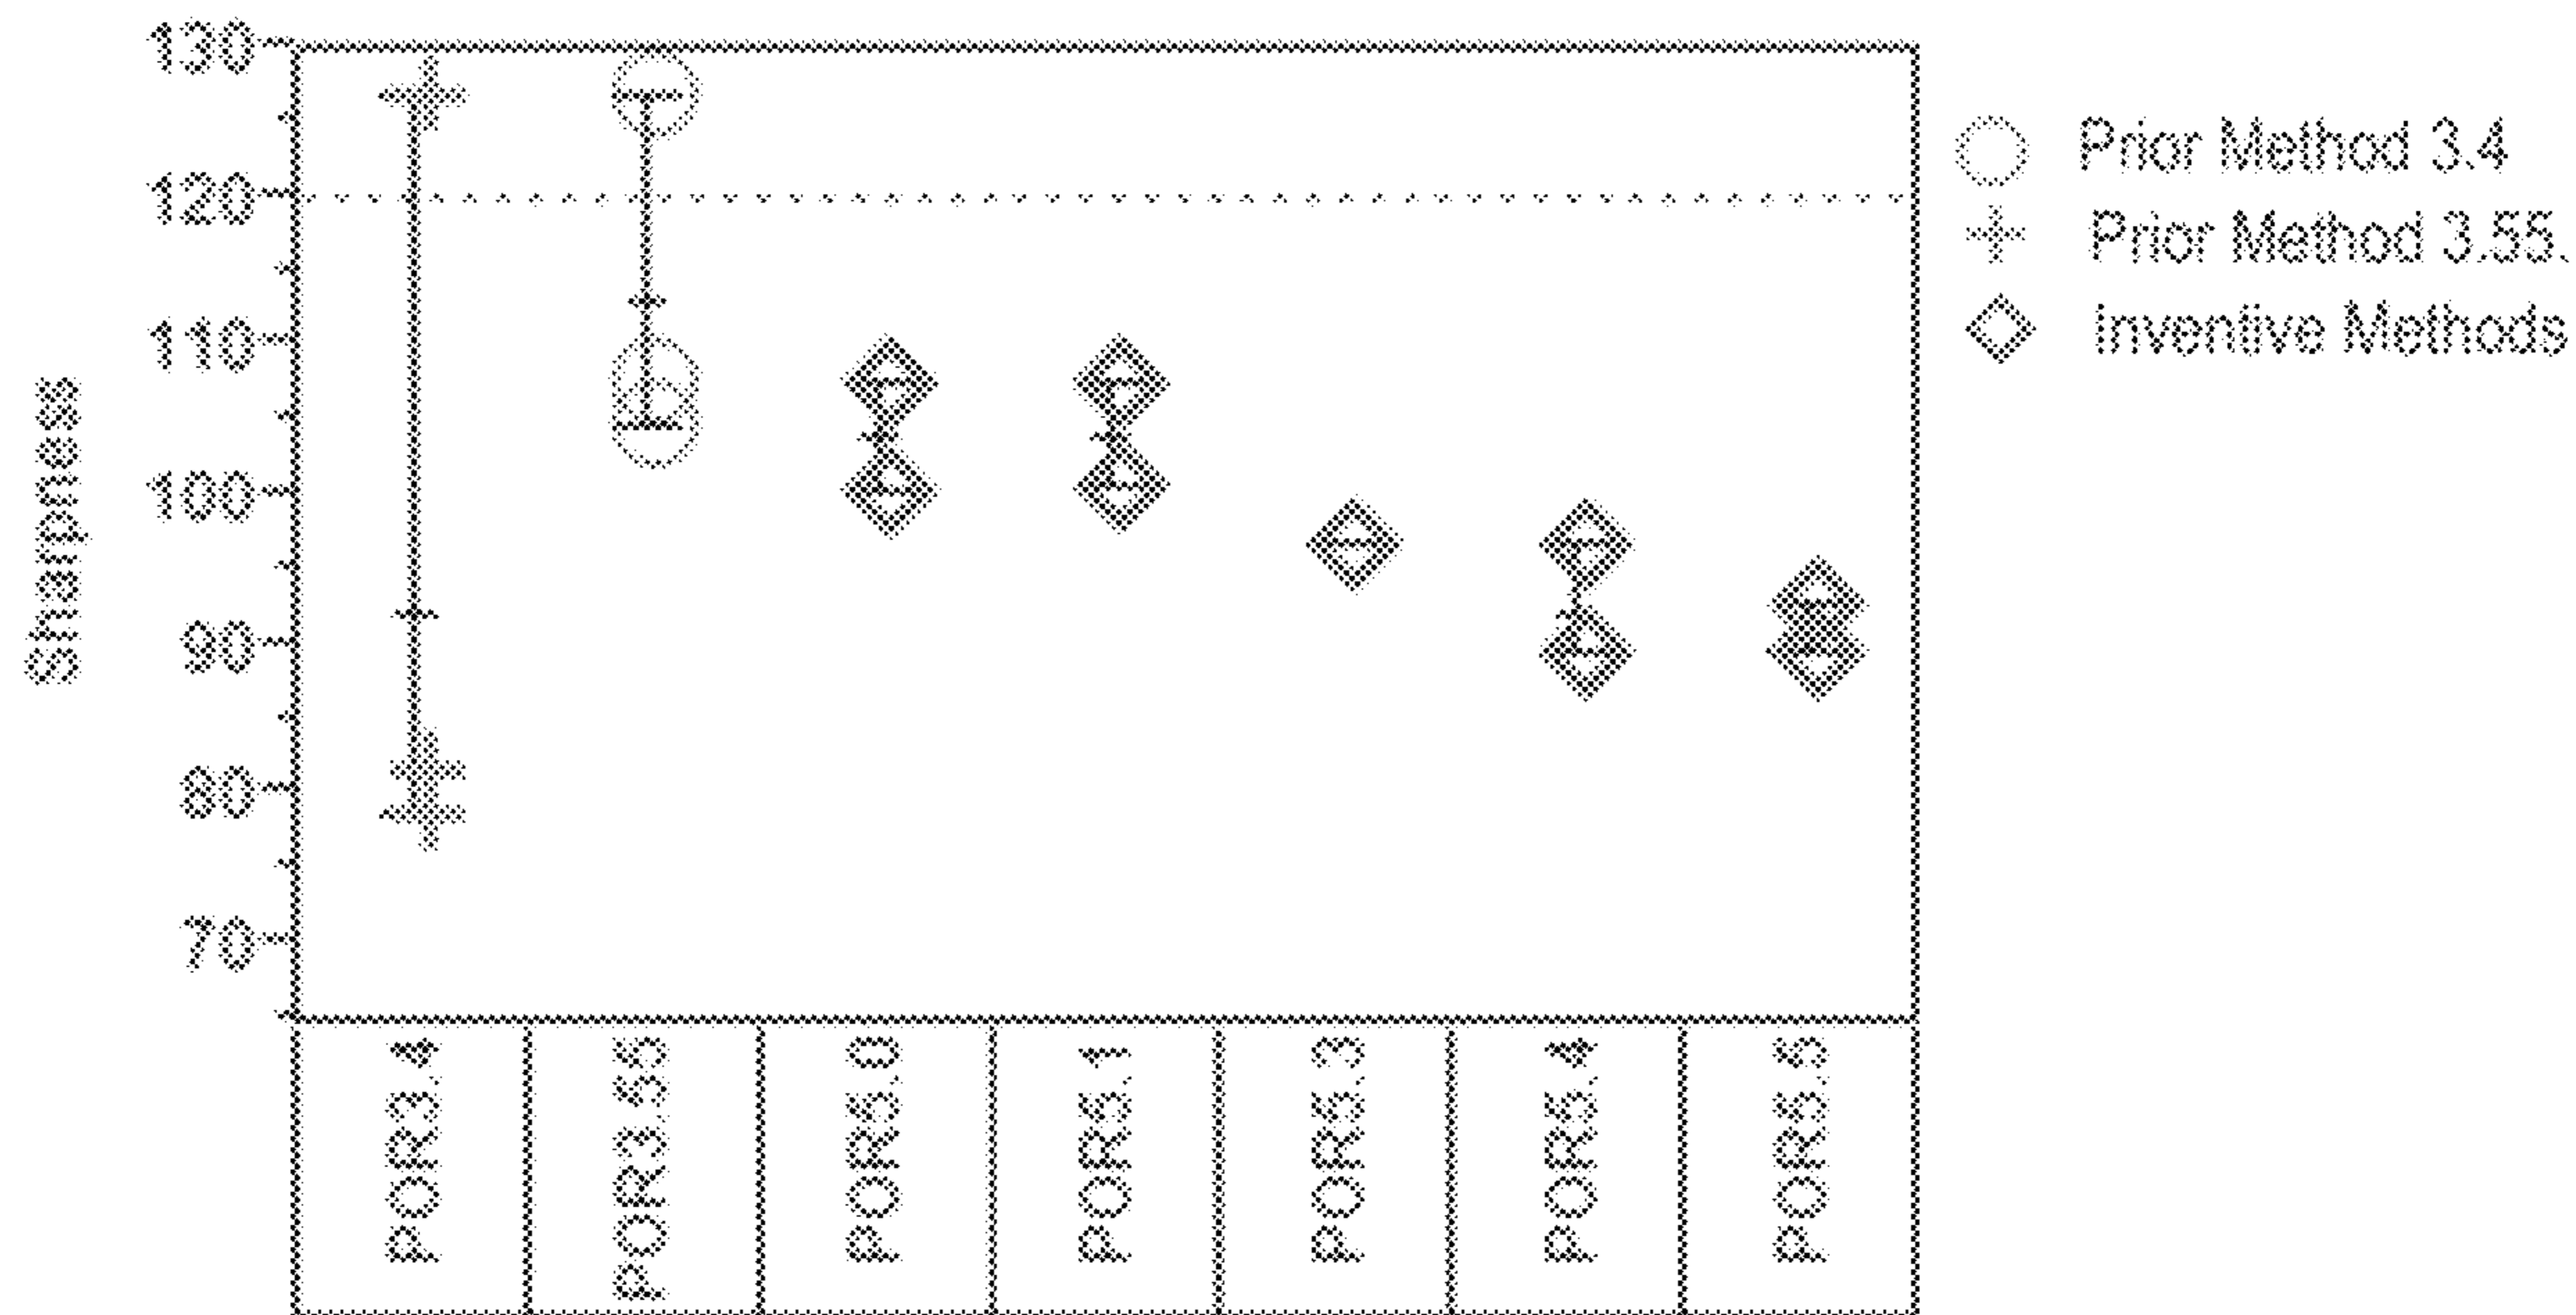 130
120
110
100
90
80
70
Sharpness
Prior Method 3.4
Prior Method 3.55.
Inventive Methods
POR3.4
POR3.55
POR5.0
POR5.1
POR5.3
POR5.4
POR5.5